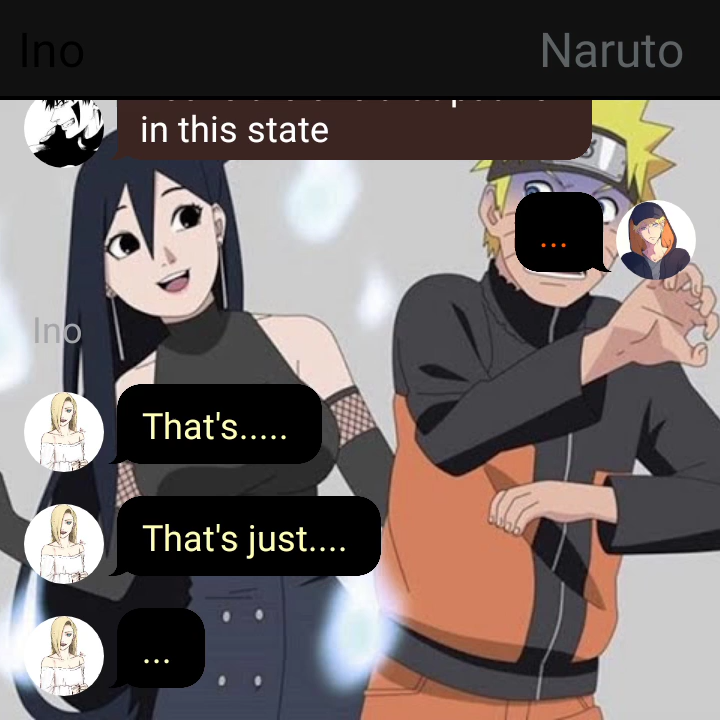 Ino
Naruto
in this state
...
Ino
That's.....
That's just....
...